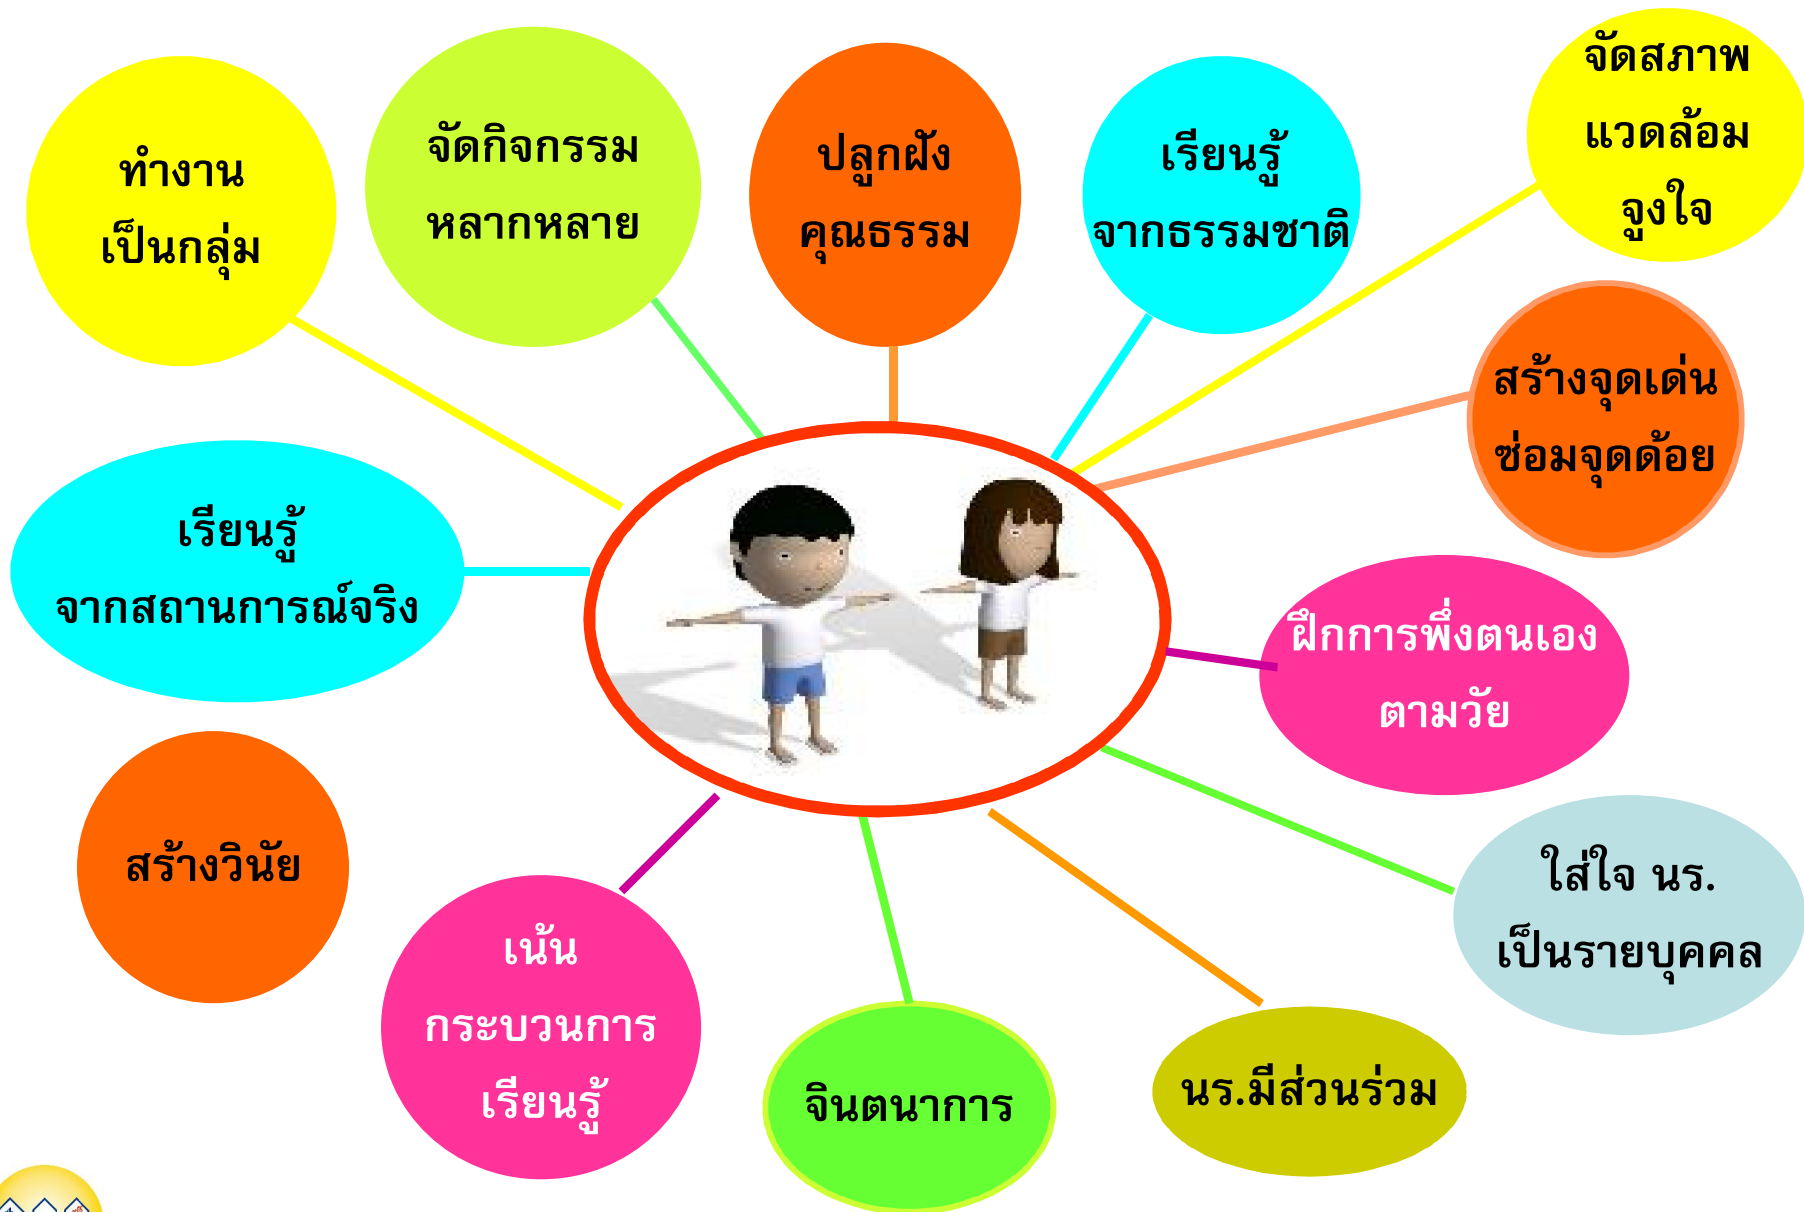 ทำงาน
เป็นกลุ่ม
จัดกิจกรรม
หลากหลาย
ปลูกฝัง
คุณธรรม
เรียนรู้
จากธรรมชาติ
จัดสภาพ
แวดล้อม
จูงใจ
สร้างจุดเด่น
ซ่อมจุดด้อย
เรียนรู้
จากสถานการณ์จริง
ฝึกการพึ่งตนเอง
ตามวัย
สร้างวินัย
ใส่ใจ นร.
เป็นรายบุคคล
เน้น
กระบวนการ
เรียนรู้
จินตนาการ
นร.มีส่วนร่วม